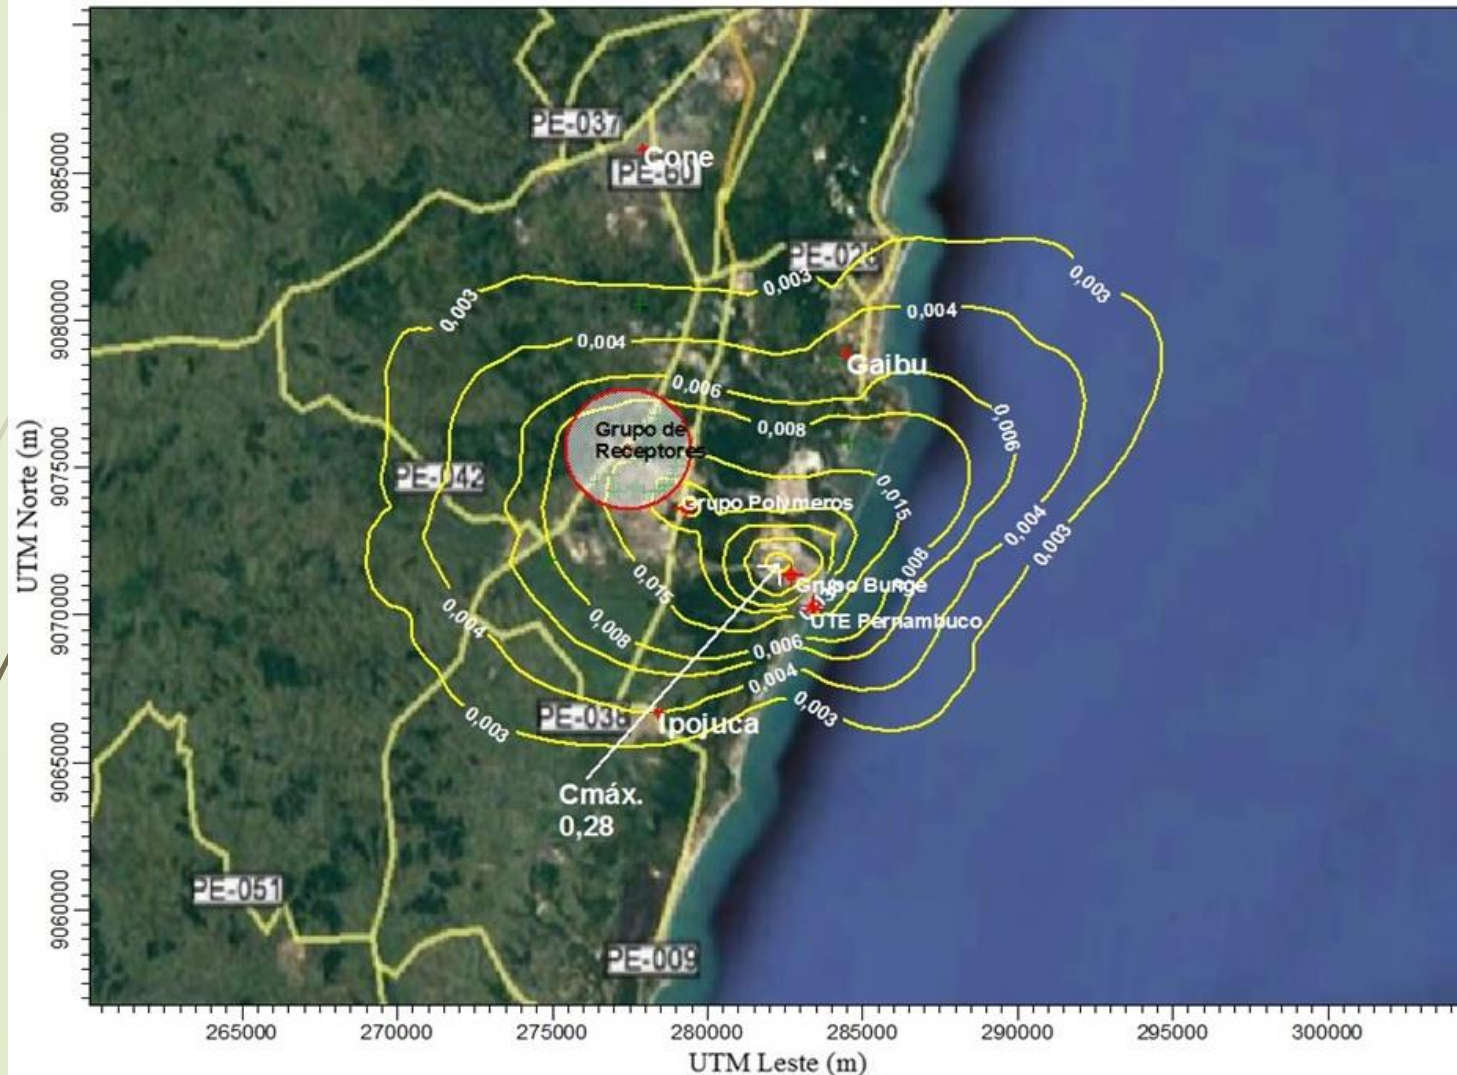 PE-037
Cone
PE-60
PE-028
0,003
0,003
0,003
0,004
0,004
Gaibu
0,006
0,006
0,008
Grupo de
Receptores
PE-042
0,015
Grupo Polymeros
0,004
0,003
0,015
0,008
Grupo Bunge
UTE Pernambuco
0,004
0,008
0,006
0,004
0,003
0,003
PE-038
Ipojuca
Cmáx.
0,28
PE-051
PE-009
UTM Norte (m)
9085000
9080000
9075000
9070000
9065000
9060000
265000
270000
275000
280000
285000
290000
295000
300000
UTM Leste (m)